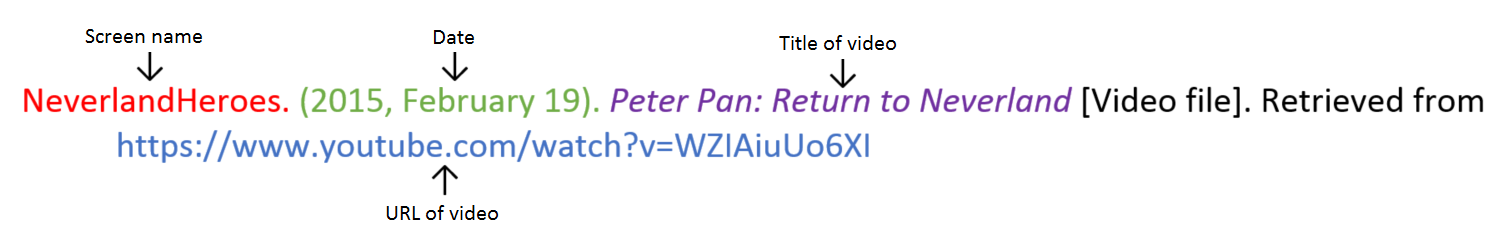 Screen name Date Title of video
NeverlandHeroes. (2015, February 19). Peter Pan: Return to Neverland [Video file]. Retrieved from
https://www.youtube.com/watch?v=WZIAiuUo6XI
URL of video